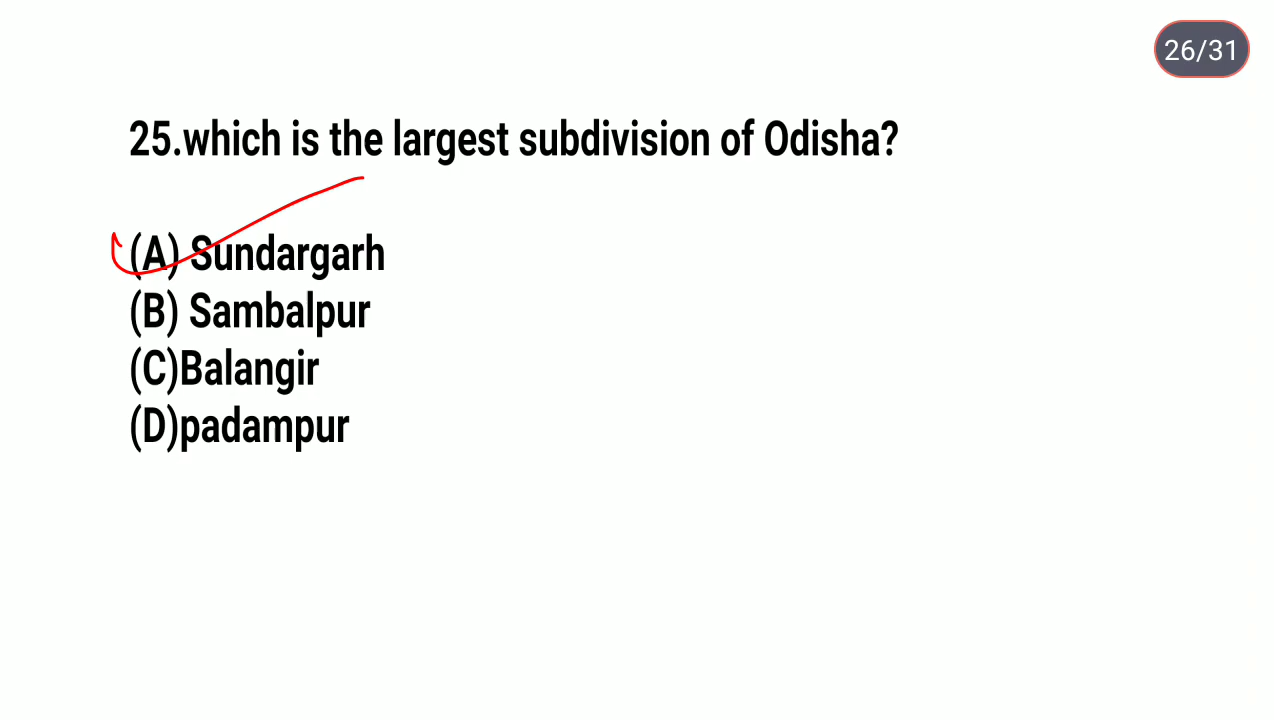 26/31
25.which is the largest subdivision of Odisha?
(A) Sundargarh
(B) Sambalpur
(C)Balangir
(D)padampur